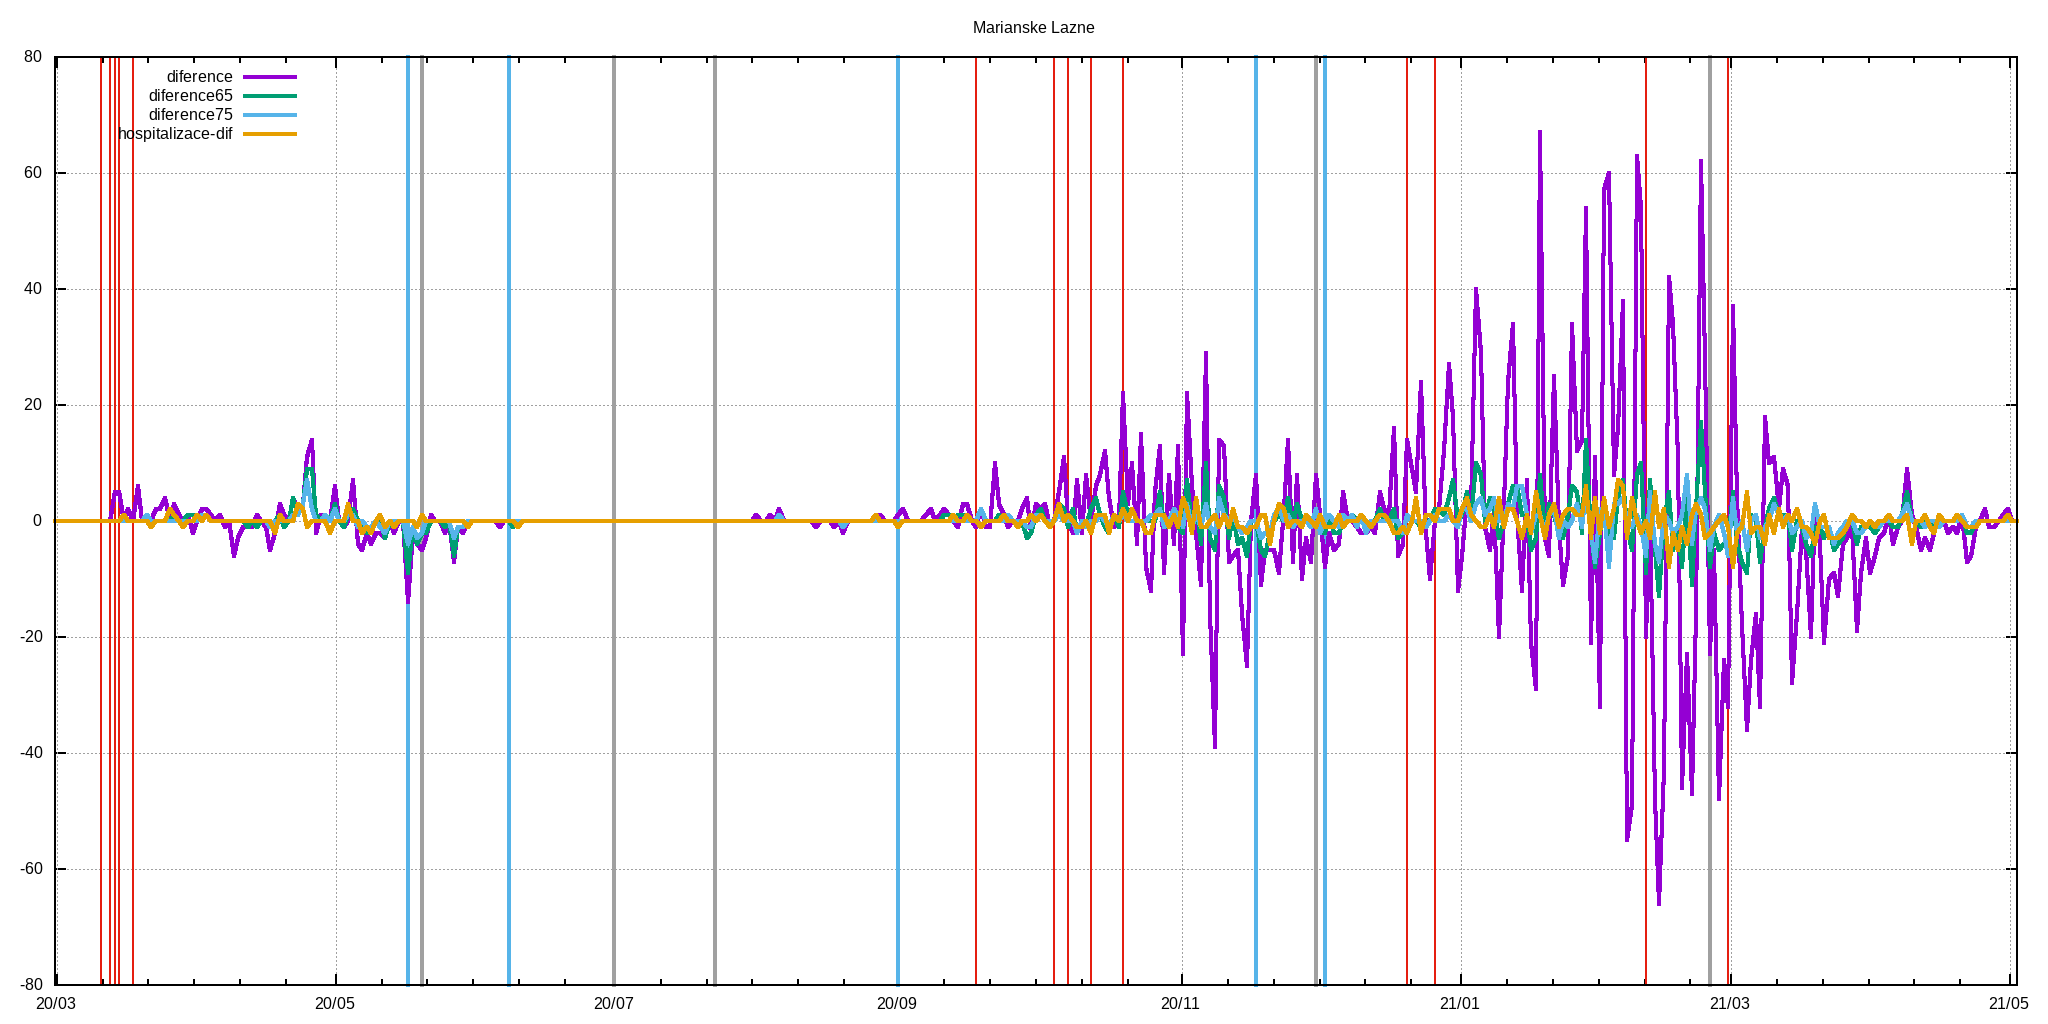 Marianske Lazne
80
diference
diference65
diference75
hospitalizace-dif
60
40
20
0
-20
-40
-60
-80
20/03 20/05 20/07 20/09 20/11 21/01 21/03 21/05